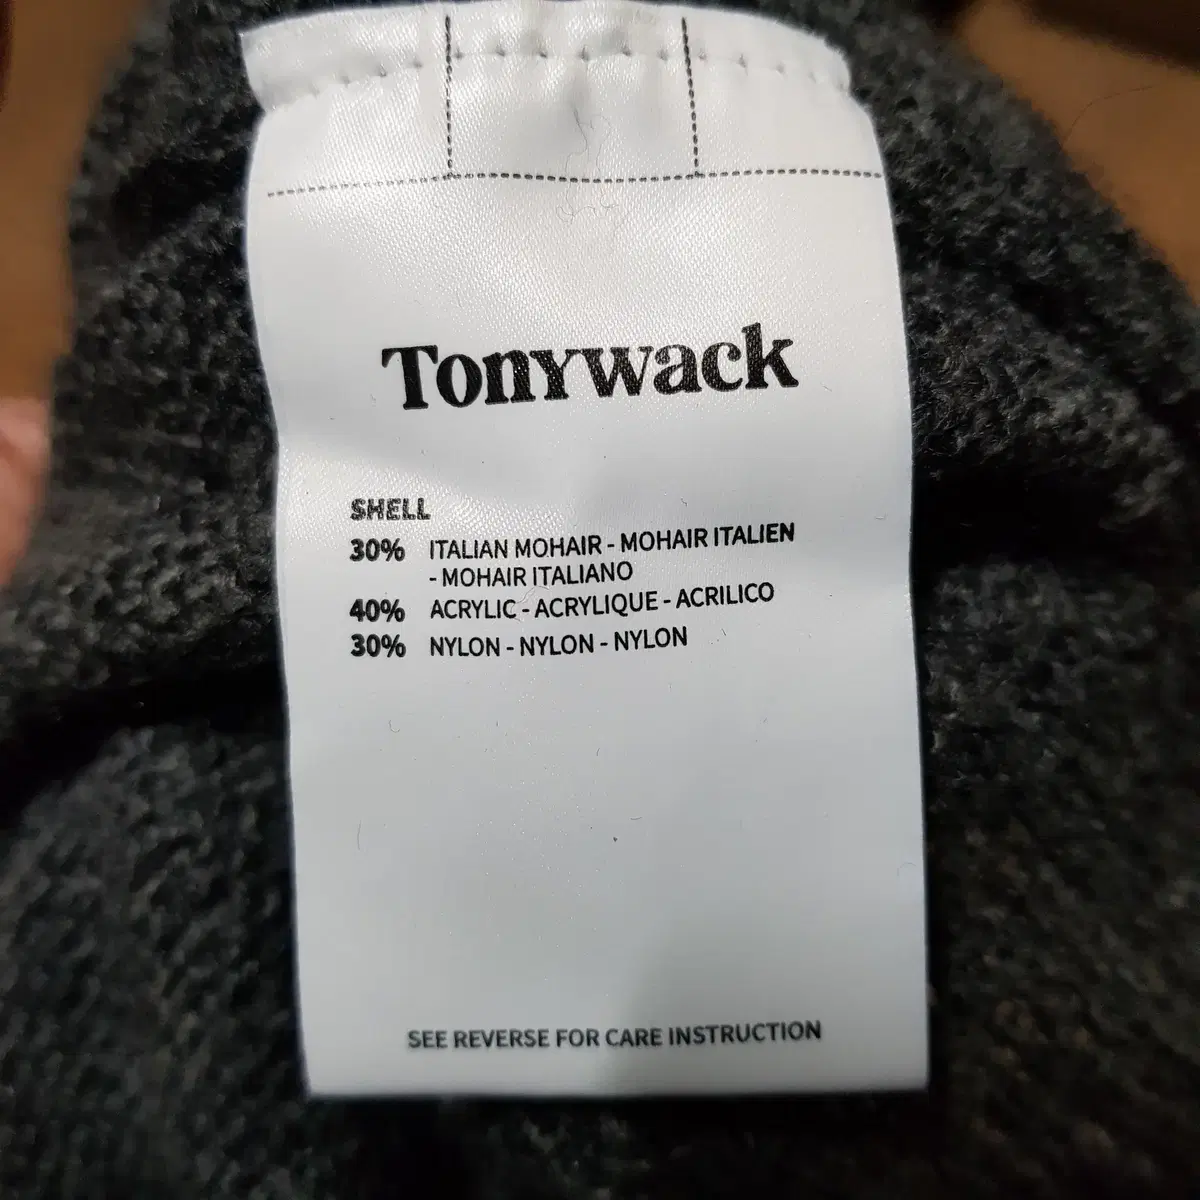 Tonywack
SHELL
30% ITALIAN MOHAIR - MOHAIR ITALIEN
- MOHAIR ITALIANO
40% ACRYLIC - ACRYLIQUE - ACRILICO
30% NYLON - NYLON - NYLON
SEE REVERSE FOR CARE INSTRUCTION